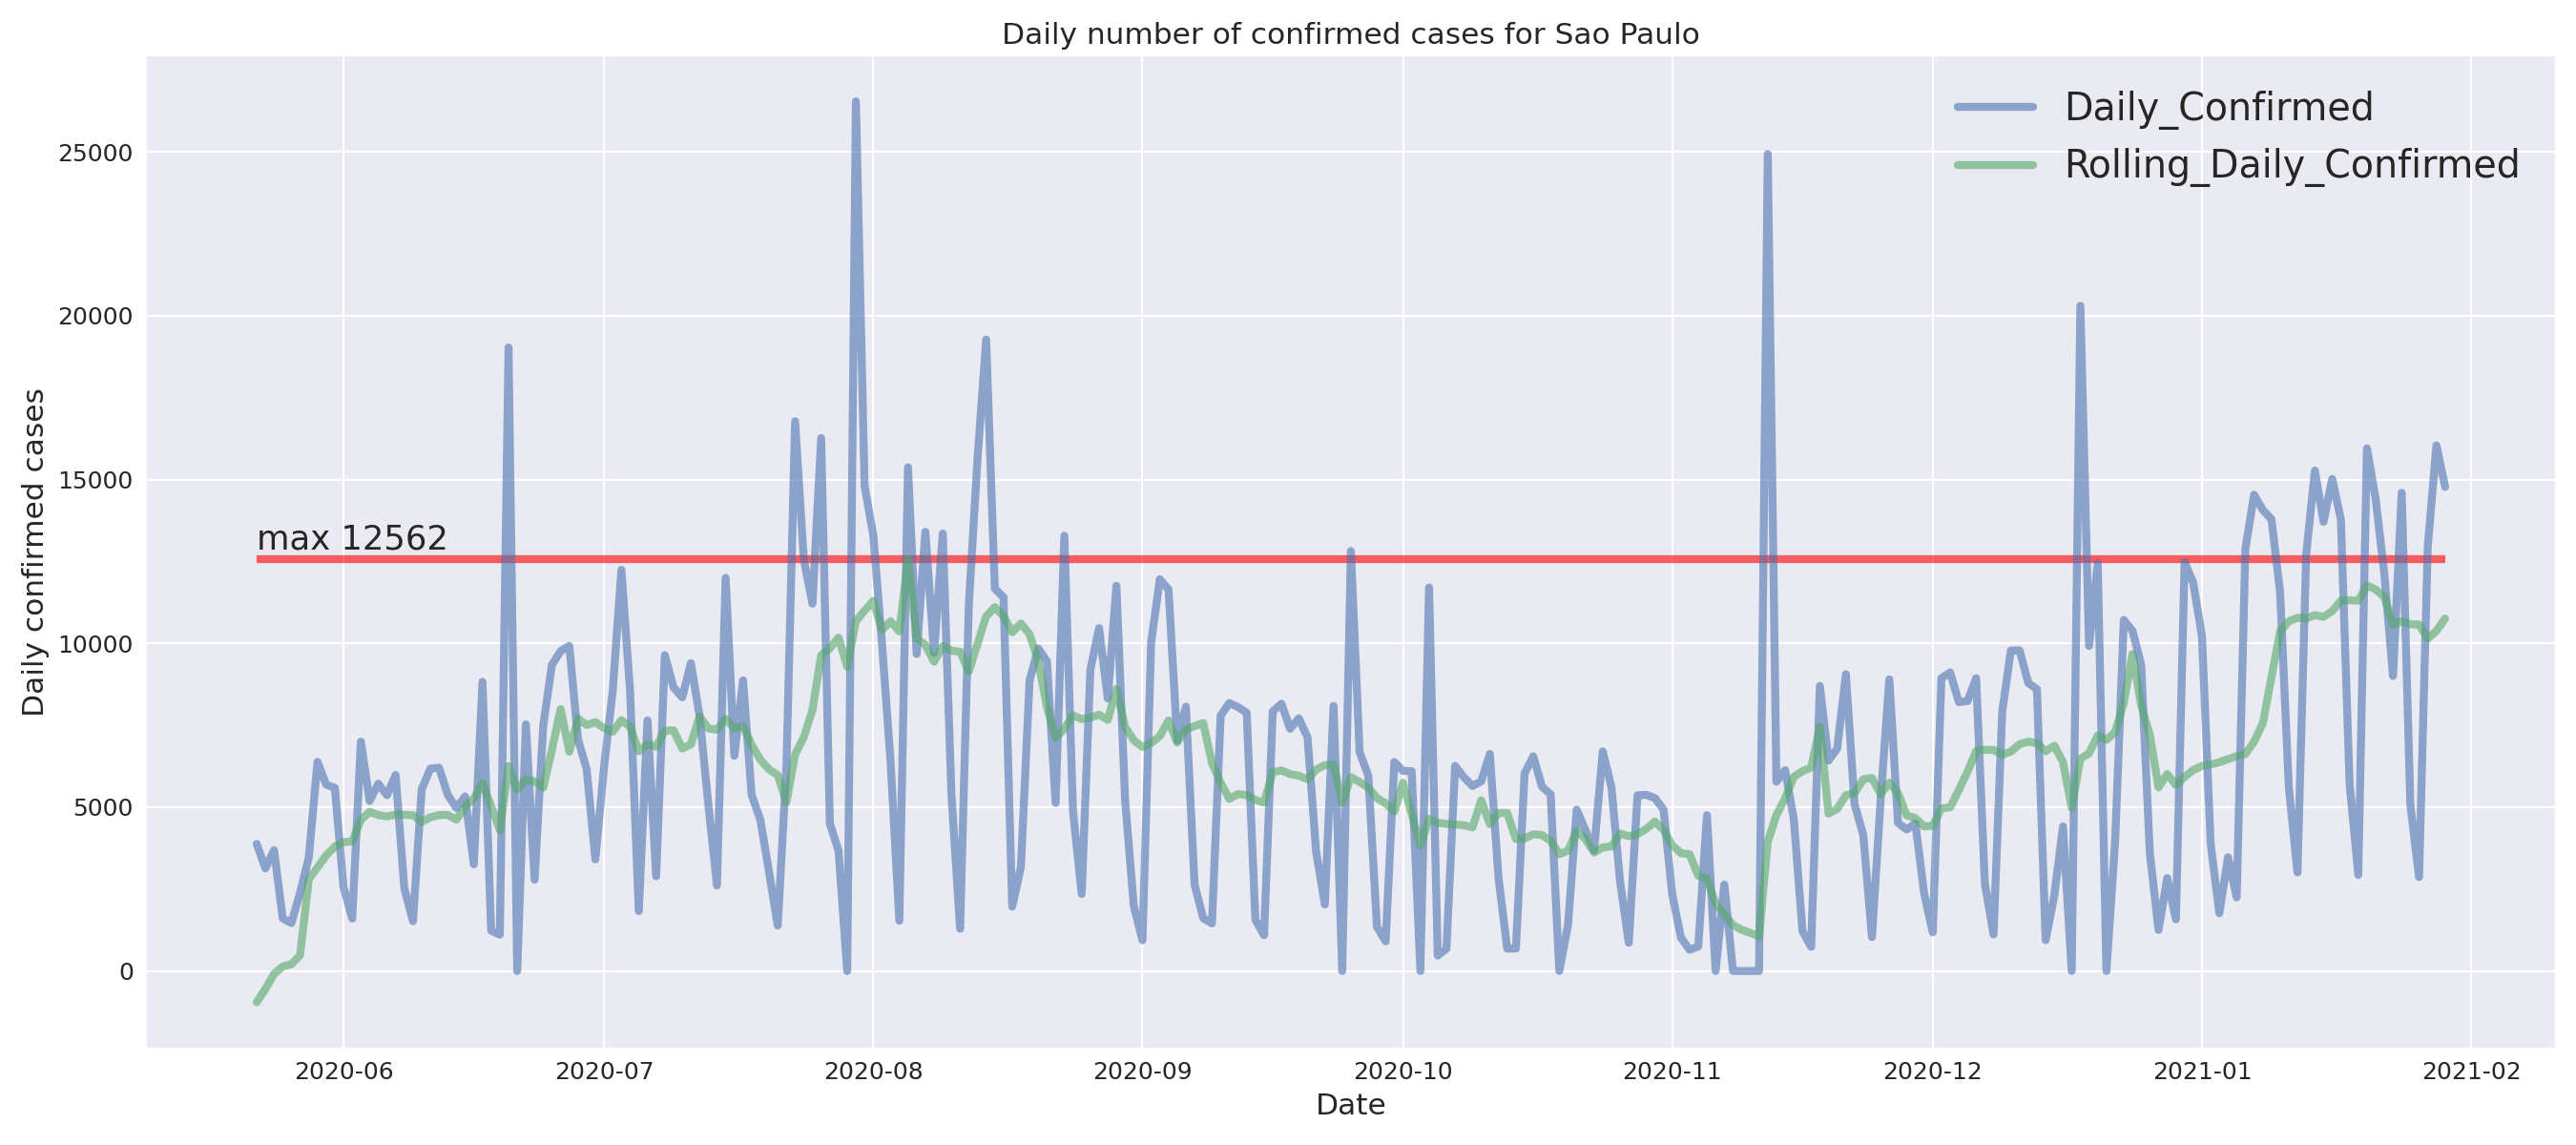 Daily number of confirmed cases for Sao Paulo
Daily_Confirmed
Rolling_Daily_Confirmed
25000
20000
15000
10000
5000
0
max 12562
Daily confirmed cases
2020-06 2020-07 2020-08 2020-09 2020-10 2020-11 2020-12 2021-01 2021-02
Date